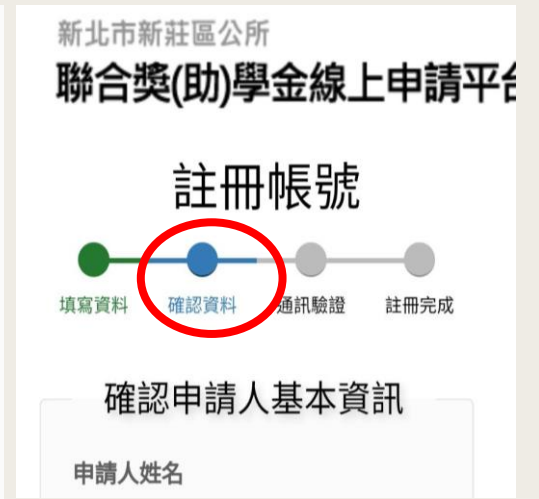 新北市新莊區公所
聯合獎(助)學金線上申請平台
註冊帳號
填寫資料 確認資料 通訊驗證 註冊完成
確認申請人基本資訊
申請人姓名